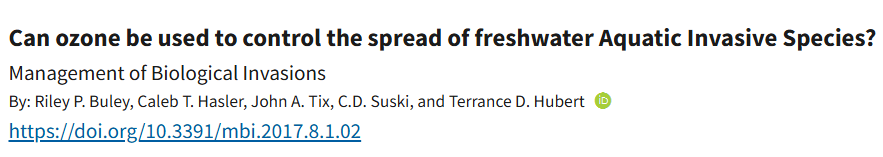 Can ozone be used to control the spread of freshwater Aquatic Invasive Species?
Management of Biological Invasions
By: Riley P. Buley, Caleb T. Hasler, John A. Tix, C.D. Suski, and Terrance D. Hubert iD
https://doi.org/10.3391/mbi.2017.8.1.02